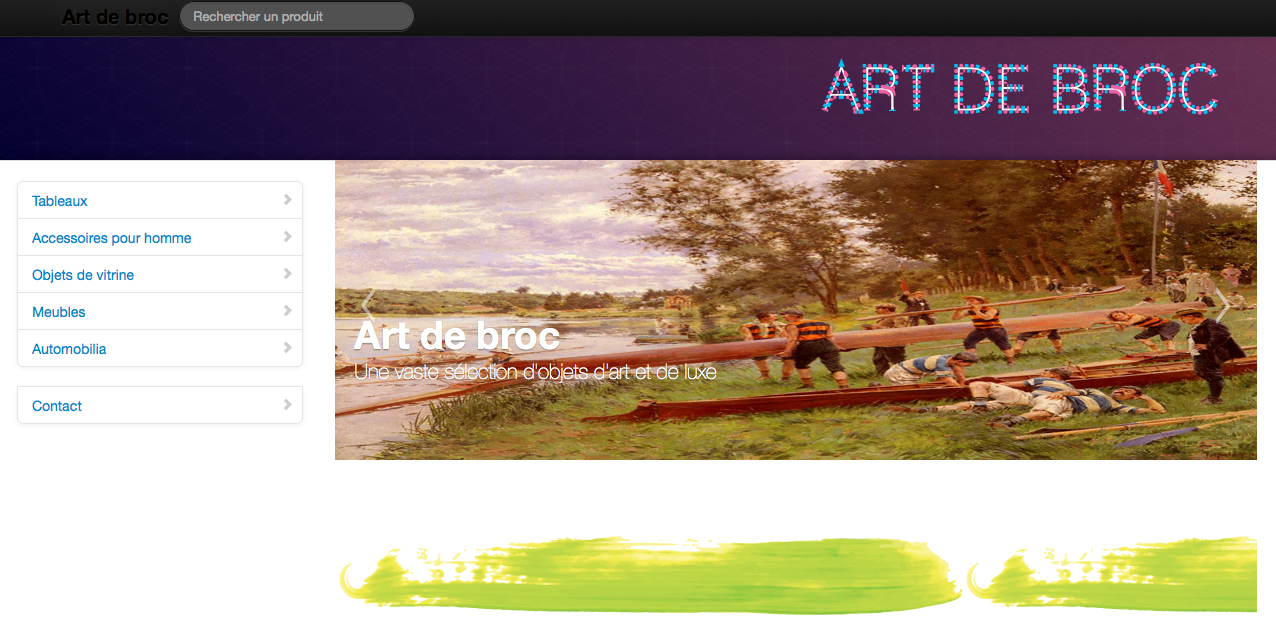 Art de broc
Rechercher un produit
ART DE BROC
Tableaux
Accessoires pour homme
Objets de vitrine
Meubles
Automobilia
Contact
Art de broc
Une vaste sélection d'objets d'art et de luxe